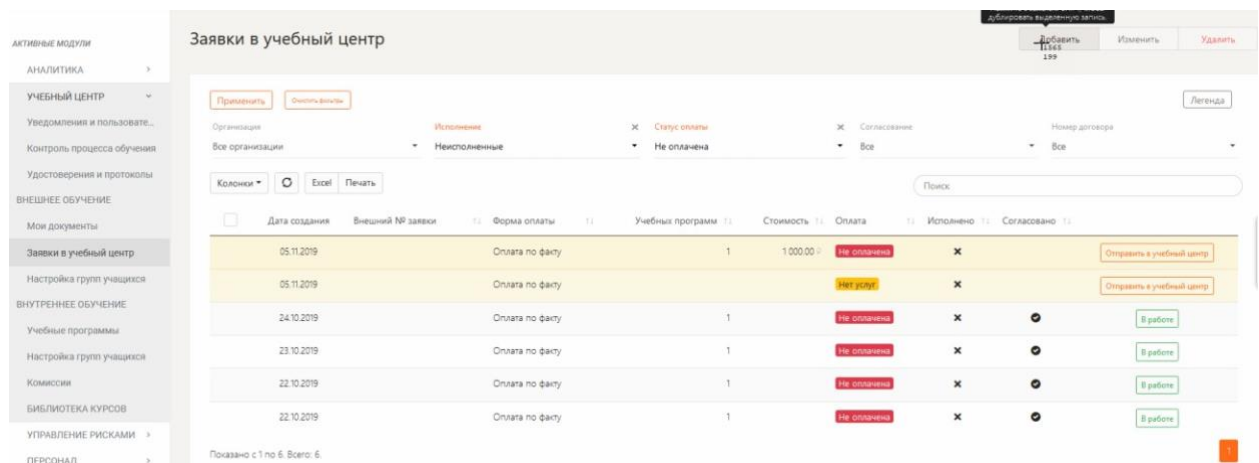 дублировать выделенную запись.
АКТИВНЫЕ МОДУЛИ
Заявки в учебный центр
Добавить Изменить Удалить
1565
199
АНАЛИТИКА
УЧЕБНЫЙ ЦЕНТР
Применить Очистить фильтры Легенда
Уведомления и пользовате...
Организация Исполнение Статус оплаты Согласование Номер договора
Контроль процесса обучения
Все организации Неисполненные Не оплачена Все Все
Удостоверения и протоколы
Колонки Excel Печать Поиск
ВНЕШНЕЕ ОБУЧЕНИЕ
Мои документы
Дата создания Внешний № заявки Форма оплаты Учебных программ Стоимость Оплата Исполнено Согласовано
Заявки в учебный центр
05.11.2019 Оплата по факту 1 1 000.00 ₽ Не оплачена Отправить в учебный центр
Настройка групп учащихся
05.11.2019 Оплата по факту Нет услуг Отправить в учебный центр
ВНУТРЕННЕЕ ОБУЧЕНИЕ
24.10.2019 Оплата по факту 1 Не оплачена В работе
Учебные программы
23.10.2019 Оплата по факту 1 Не оплачена В работе
Настройка групп учащихся
22.10.2019 Оплата по факту 1 Не оплачена В работе
Комиссии
22.10.2019 Оплата по факту 1 Не оплачена В работе
БИБЛИОТЕКА КУРСОВ
УПРАВЛЕНИЕ РИСКАМИ
Показано с 1 по 6. Всего: 6. 1
ПЕРСОНАЛ